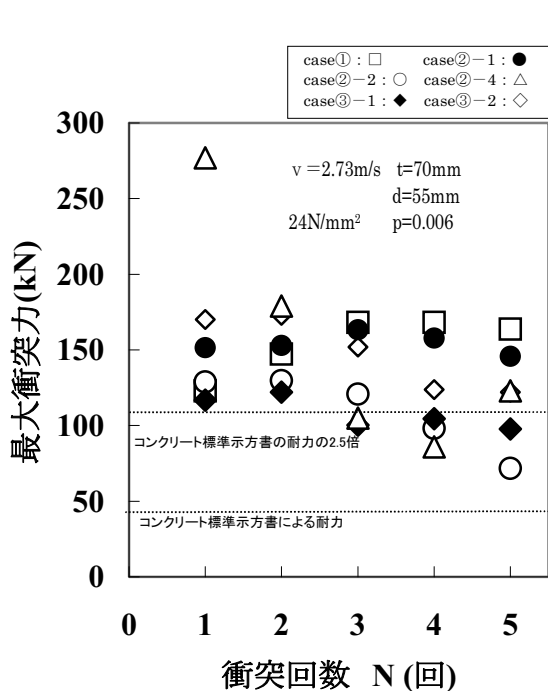 case①：□ case②－1：●
case②－2：○ case②－4：△
case③－1：◆ case③－2：◇
300
250
200
150
100
50
0
最大衝突力(kN)
v＝2.73m/s t=70mm
d=55mm
24N/mm² p=0.006
コンクリート標準示方書の耐力の2.5倍
コンクリート標準示方書による耐力
0 1 2 3 4 5
衝突回数 N (回)